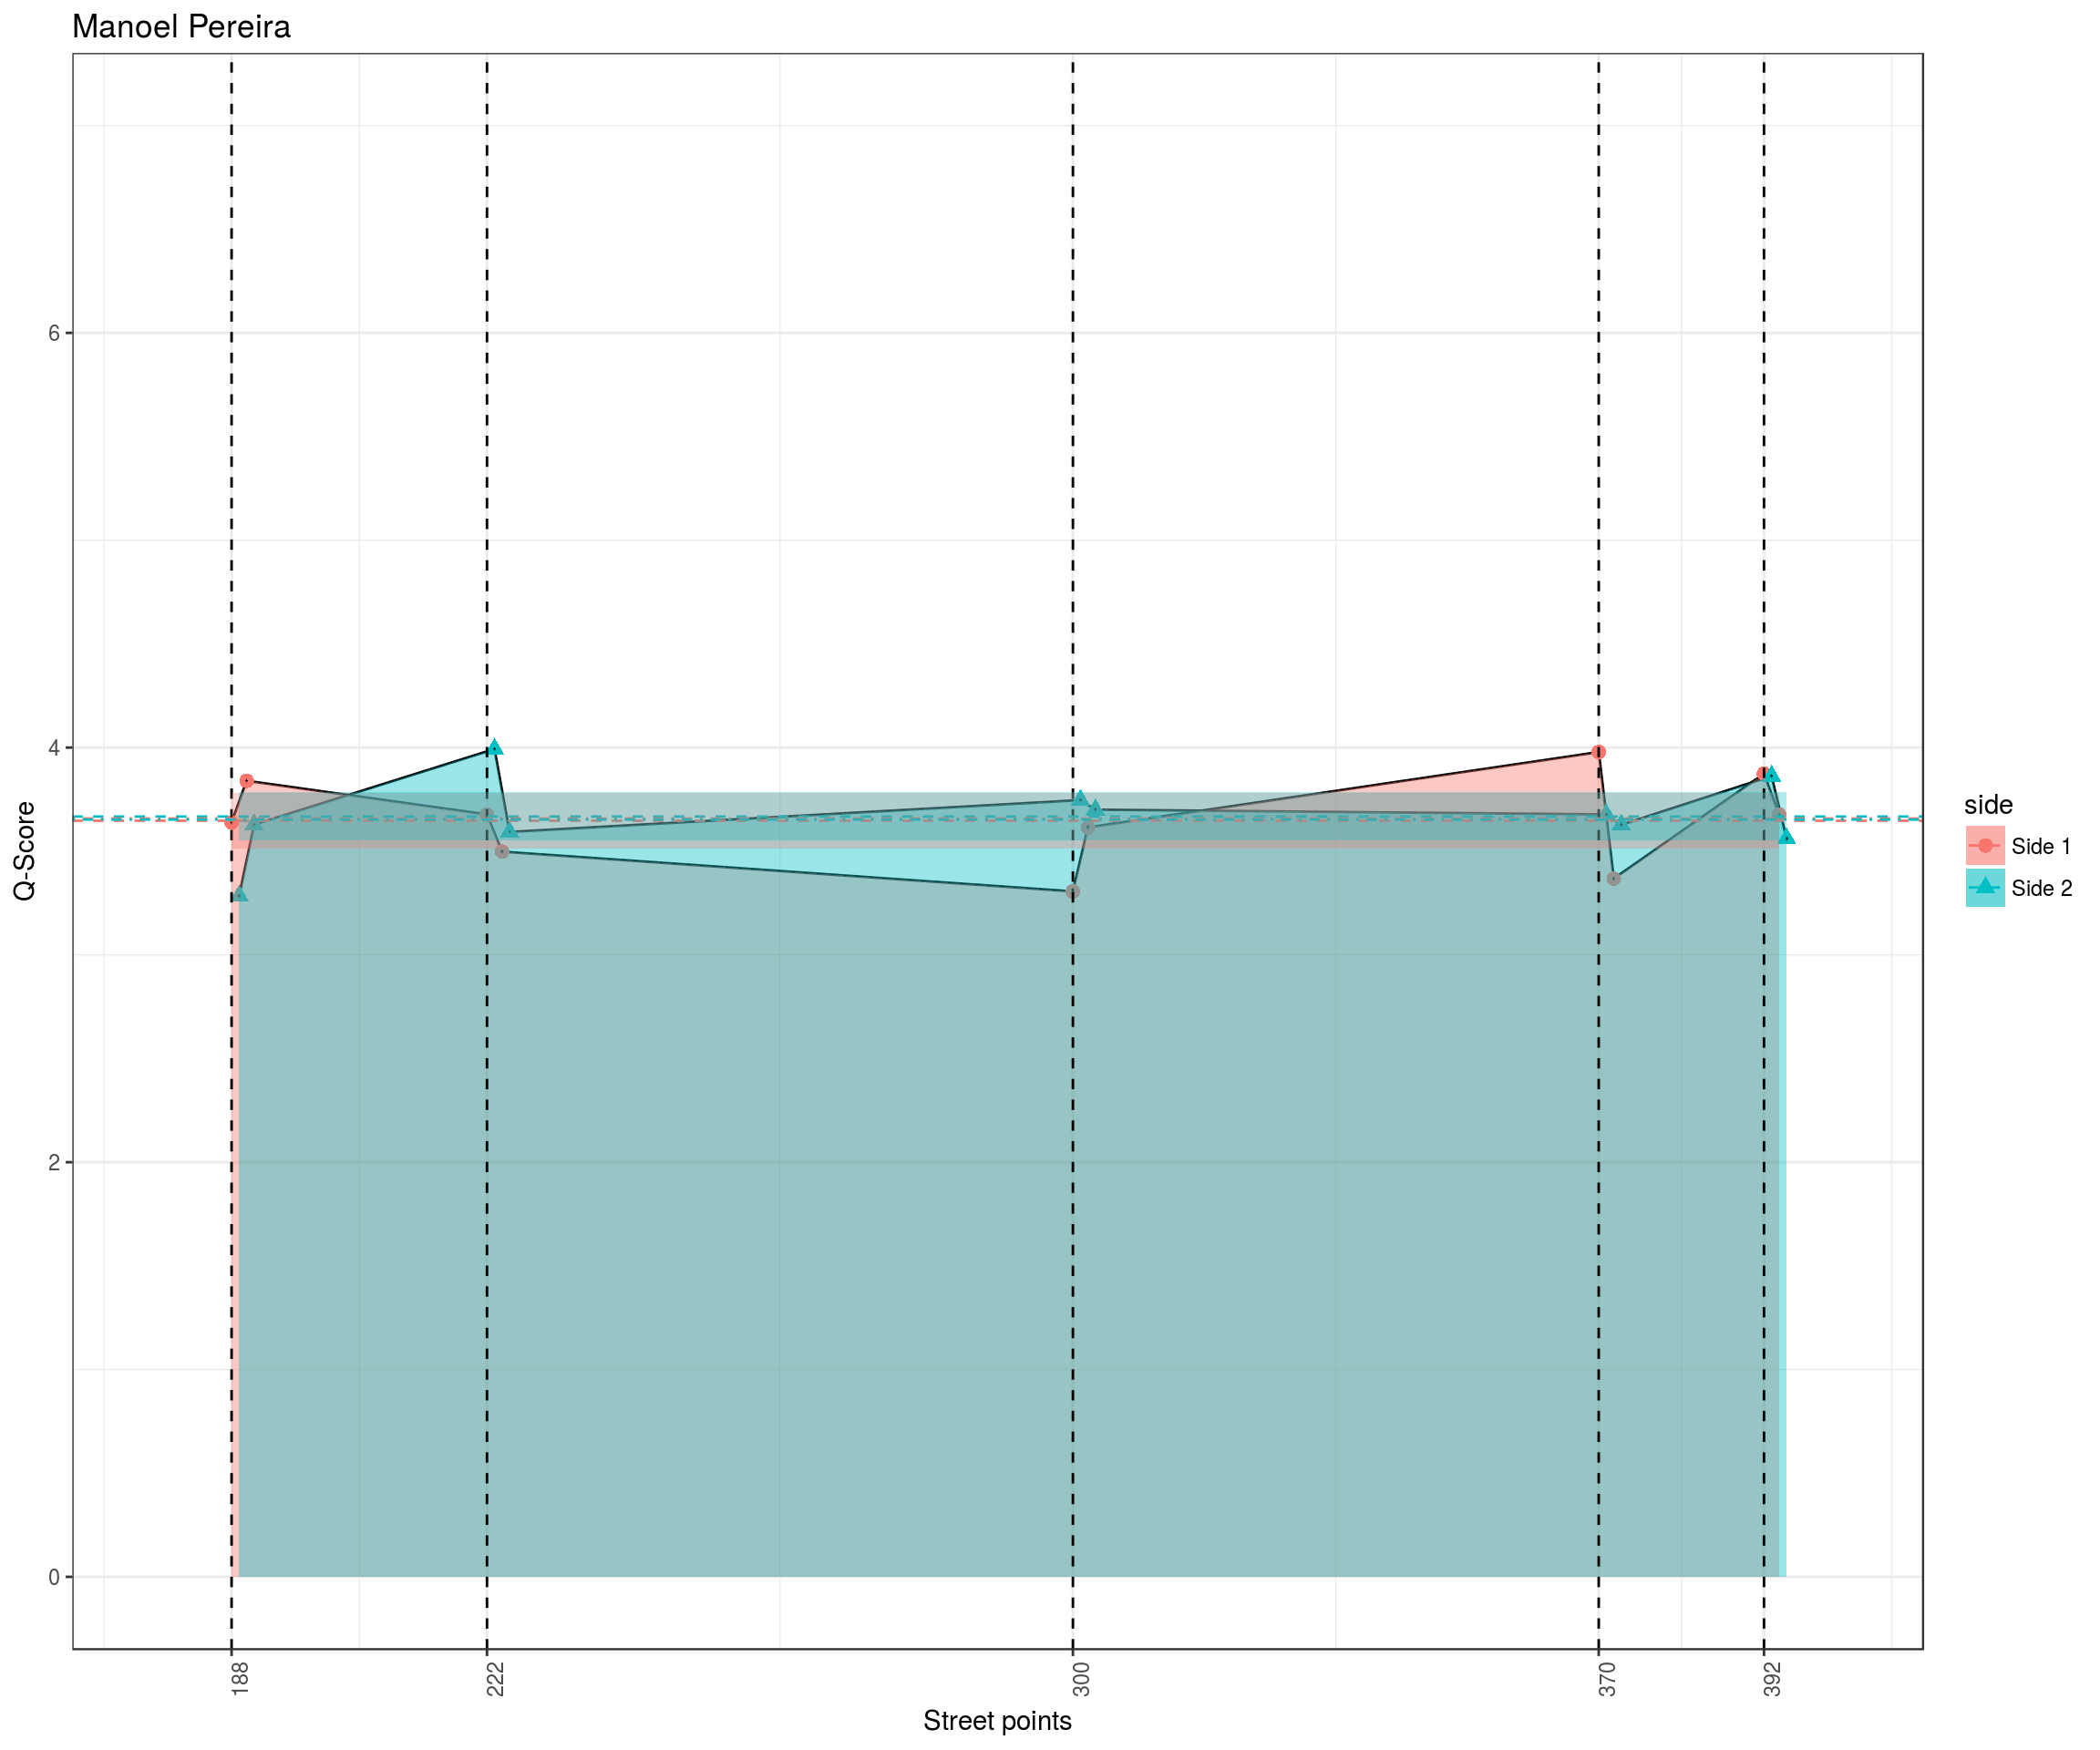 Manoel Pereira
Q-Score
6
4
2
0
188
222
300
370
392
Street points
side
Side 1
Side 2